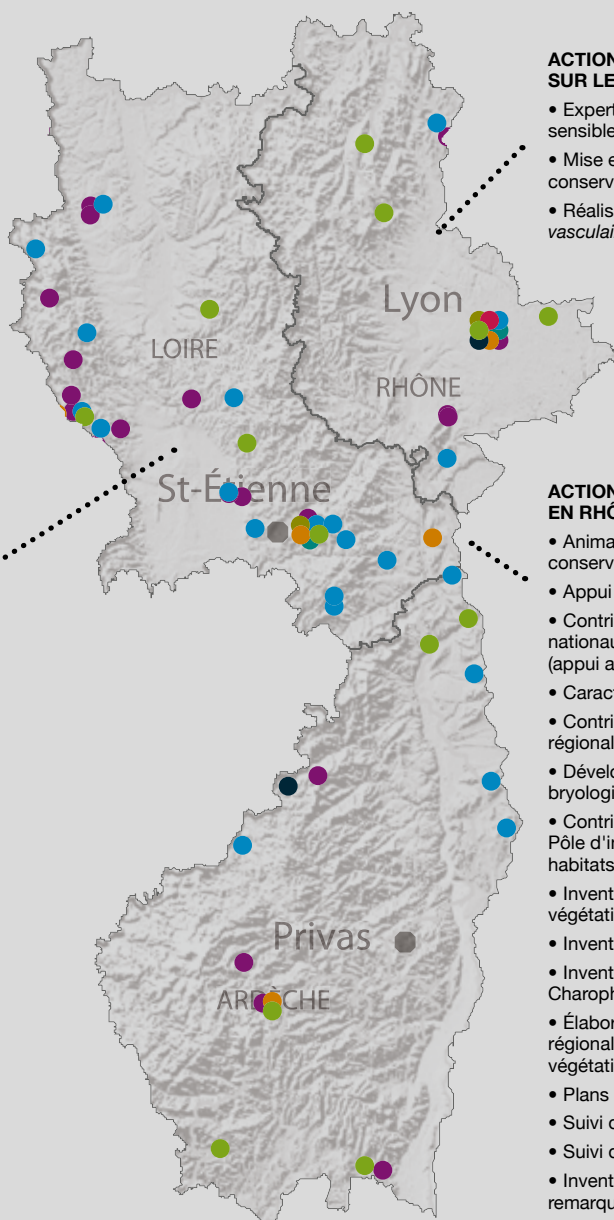 ACTION
SUR LE
• Expert
sensible
• Mise e
conserv
• Réalis
vasculai
Lyon
LOIRE
RHÔNE
St-Étienne
ACTION
EN RHÔ
• Anima
conserv
• Appui
• Contri
nationau
(appui a
• Caract
• Contri
régional
• Dévelo
bryologi
• Contri
Pôle d'in
habitats
• Invent
végétati
• Invent
• Invent
Charoph
• Élabor
régional
végétati
• Plans
• Suivi d
• Suivi d
• Invent
remarqu
Privas
ARDÈCHE